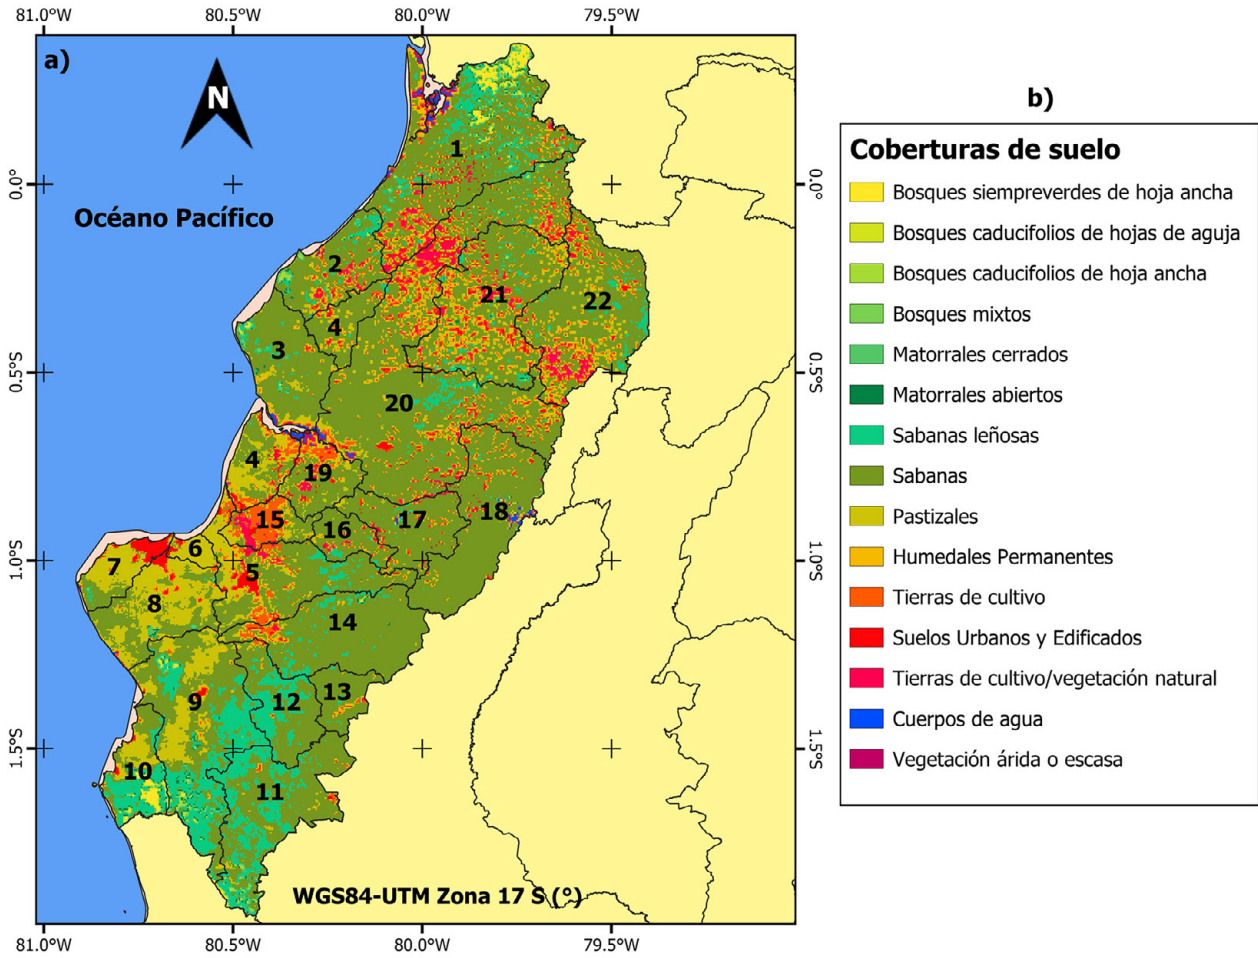 81.0°W 80.5°W 80.0°W 79.5°W
a)
N
Océano Pacífico
0.0°
0.5°S
1.0°S
1.5°S
0.0°
0.5°S
1.0°S
1.5°S
1
2
21
22
4
3
20
4
19
18
15
17
16
6
7
5
8
14
13
9
12
10
11
WGS84-UTM Zona 17 S (°)
81.0°W 80.5°W 80.0°W 79.5°W
b)
Coberturas de suelo
Bosques siempreverdes de hoja ancha
Bosques caducifolios de hojas de aguja
Bosques caducifolios de hoja ancha
Bosques mixtos
Matorrales cerrados
Matorrales abiertos
Sabanas leñosas
Sabanas
Pastizales
Humedales Permanentes
Tierras de cultivo
Suelos Urbanos y Edificados
Tierras de cultivo/vegetación natural
Cuerpos de agua
Vegetación árida o escasa